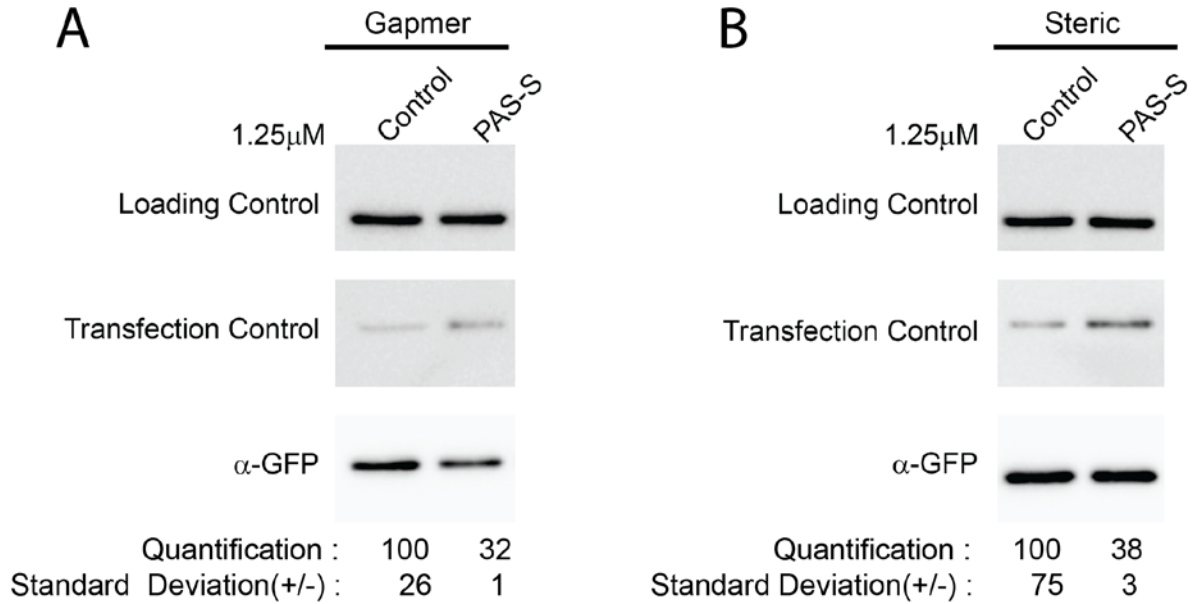 A
Gapmer
Control PAS-S
1.25μM
Loading Control
Transfection Control
α-GFP
Quantification : 100 32
Standard Deviation(+/-) : 26 1
B
Steric
Control PAS-S
1.25μM
Loading Control
Transfection Control
α-GFP
Quantification : 100 38
Standard Deviation(+/-) : 75 3